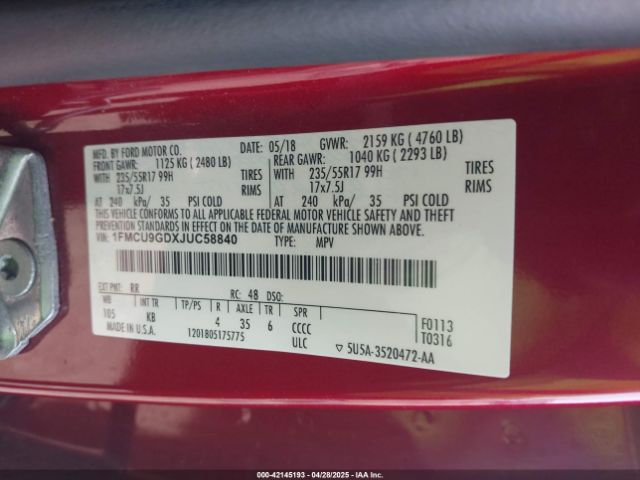 MFD. BY FORD MOTOR CO. DATE: 05/18 GVWR: 2159 KG ( 4760 LB)
FRONT GAWR: 1125 KG ( 2480 LB) REAR GAWR: 1040 KG ( 2293 LB)
WITH 235/55R17 99H TIRES WITH 235/55R17 99H TIRES
17x7.5J RIMS 17x7.5J RIMS
AT 240 kPa/ 35 PSI COLD AT 240 kPa/ 35 PSI COLD
THIS VEHICLE CONFORMS TO ALL APPLICABLE FEDERAL MOTOR VEHICLE SAFETY AND THEFT
PREVENTION STANDARDS IN EFFECT ON THE DATE OF MANUFACTURE SHOWN ABOVE.
VIN: 1FMCU9GDXJUC58840 TYPE: MPV
EXT PNT: RR RC: 48 DSO:
WB INT TR TP/PS R AXLE TR SPR
105 KB 4 35 6 CCCC F0113
MADE IN U.S.A. 1201805175775 ULC T0316
▽ 5U5A-3520472-AA
000-42145193 - 04/28/2025 - IAAI.com